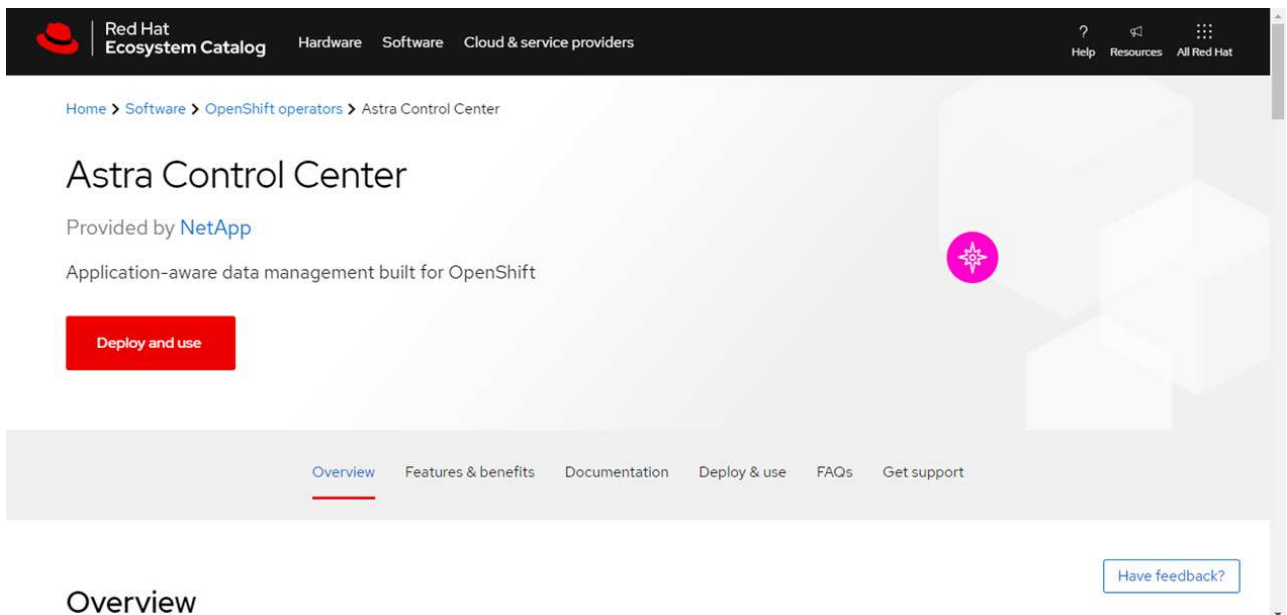 Red Hat
Ecosystem Catalog
Hardware Software Cloud & service providers
? Help
Resources
All Red Hat
Home > Software > OpenShift operators > Astra Control Center
Astra Control Center
Provided by NetApp
Application-aware data management built for OpenShift
Deploy and use
Overview Features & benefits Documentation Deploy & use FAQs Get support
Have feedback?
Overview